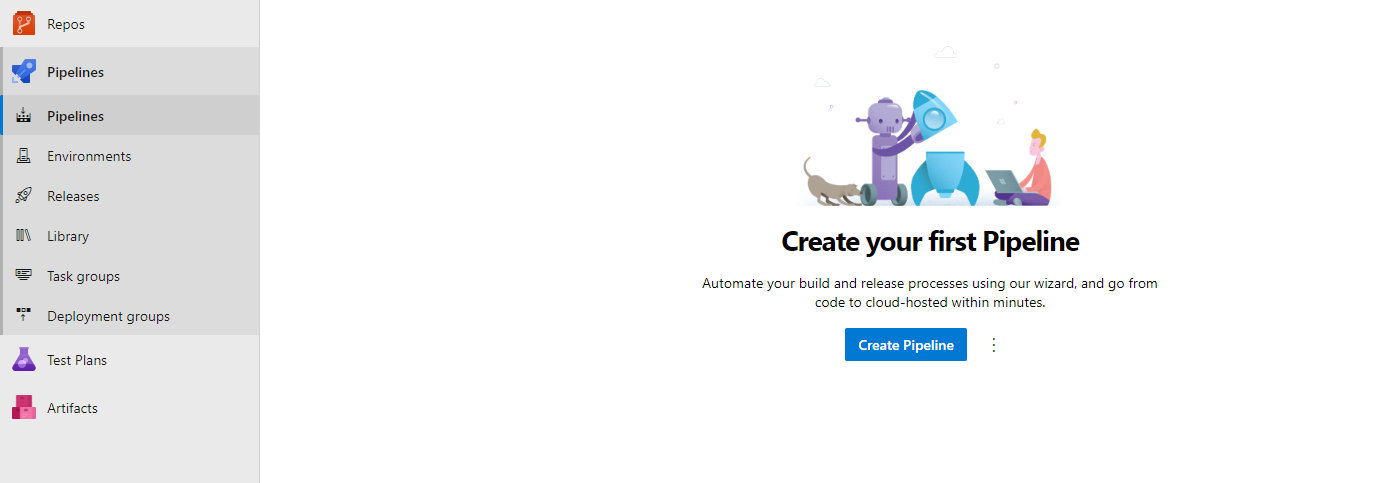 Repos
Pipelines
Pipelines
Environments
Releases
Library
Task groups
Deployment groups
Test Plans
Artifacts
Create your first Pipeline
Automate your build and release processes using our wizard, and go from
code to cloud-hosted within minutes.
Create Pipeline